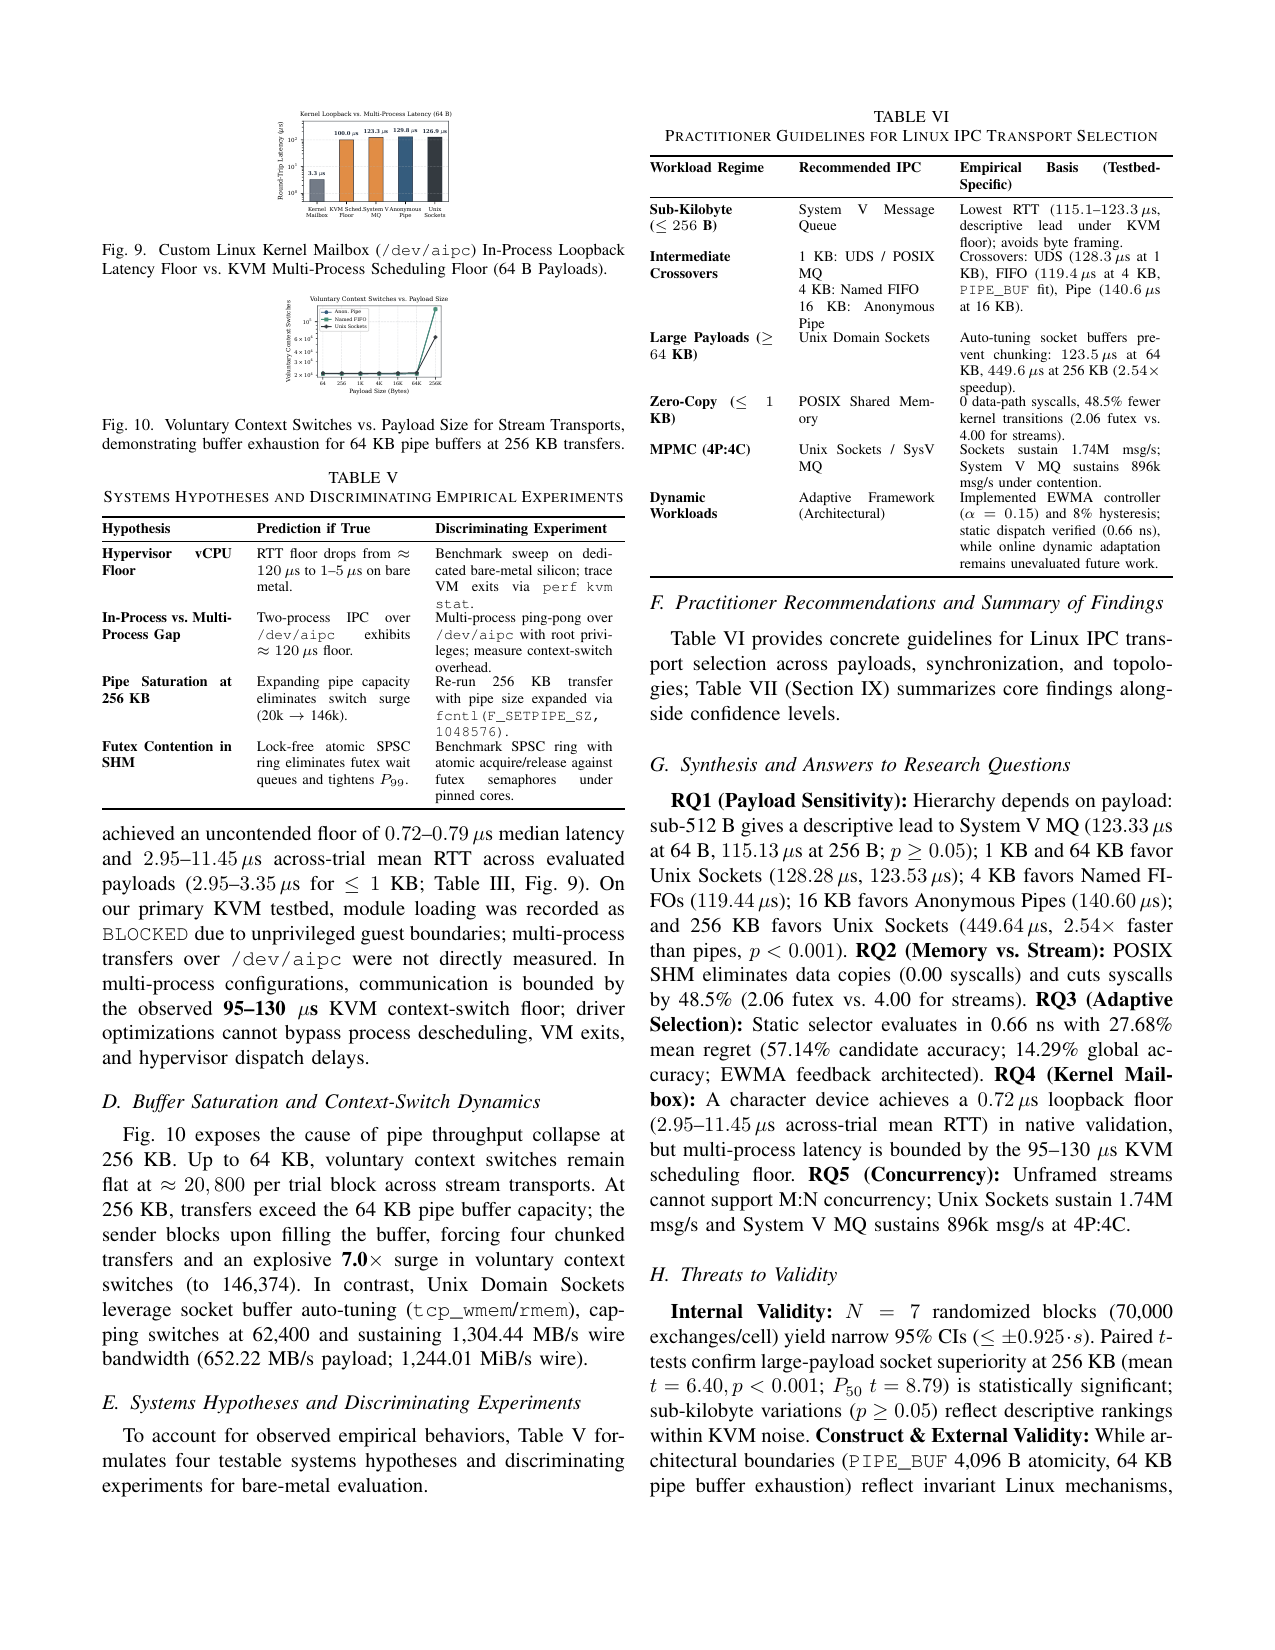 Kernel Loopback vs. Multi-Process Latency (64 B)
Round-Trip Latency (μs)
10²
10¹
10⁰
3.3 μs
100.0 μs
123.3 μs
129.8 μs
126.9 μs
Kernel Mailbox
KVM Sched. Floor
System V MQ
Anonymous Pipe
Unix Sockets
Fig. 9. Custom Linux Kernel Mailbox (/dev/aipc) In-Process Loopback
Latency Floor vs. KVM Multi-Process Scheduling Floor (64 B Payloads).
Voluntary Context Switches vs. Payload Size
Voluntary Context Switches
Anon. Pipe
Named FIFO
Unix Sockets
10⁵
6 × 10⁴
4 × 10⁴
3 × 10⁴
2 × 10⁴
64 256 1K 4K 16K 64K 256K
Payload Size (Bytes)
Fig. 10. Voluntary Context Switches vs. Payload Size for Stream Transports,
demonstrating buffer exhaustion for 64 KB pipe buffers at 256 KB transfers.
TABLE V
SYSTEMS HYPOTHESES AND DISCRIMINATING EMPIRICAL EXPERIMENTS
Hypothesis Prediction if True Discriminating Experiment
Hypervisor vCPU
Floor
RTT floor drops from ≈
120 μs to 1–5 μs on bare
metal.
Benchmark sweep on dedi-
cated bare-metal silicon; trace
VM exits via perf kvm
stat.
In-Process vs. Multi-
Process Gap
Two-process IPC over
/dev/aipc exhibits
≈ 120 μs floor.
Multi-process ping-pong over
/dev/aipc with root privi-
leges; measure context-switch
overhead.
Pipe Saturation at
256 KB
Expanding pipe capacity
eliminates switch surge
(20k → 146k).
Re-run 256 KB transfer
with pipe size expanded via
fcntl(F_SETPIPE_SZ,
1048576).
Futex Contention in
SHM
Lock-free atomic SPSC
ring eliminates futex wait
queues and tightens P₉₉.
Benchmark SPSC ring with
atomic acquire/release against
futex semaphores under
pinned cores.
achieved an uncontended floor of 0.72–0.79 μs median latency
and 2.95–11.45 μs across-trial mean RTT across evaluated
payloads (2.95–3.35 μs for ≤ 1 KB; Table III, Fig. 9). On
our primary KVM testbed, module loading was recorded as
BLOCKED due to unprivileged guest boundaries; multi-process
transfers over /dev/aipc were not directly measured. In
multi-process configurations, communication is bounded by
the observed 95–130 μs KVM context-switch floor; driver
optimizations cannot bypass process descheduling, VM exits,
and hypervisor dispatch delays.
D. Buffer Saturation and Context-Switch Dynamics
Fig. 10 exposes the cause of pipe throughput collapse at
256 KB. Up to 64 KB, voluntary context switches remain
flat at ≈ 20,800 per trial block across stream transports. At
256 KB, transfers exceed the 64 KB pipe buffer capacity; the
sender blocks upon filling the buffer, forcing four chunked
transfers and an explosive 7.0× surge in voluntary context
switches (to 146,374). In contrast, Unix Domain Sockets
leverage socket buffer auto-tuning (tcp_wmem/rmem), cap-
ping switches at 62,400 and sustaining 1,304.44 MB/s wire
bandwidth (652.22 MB/s payload; 1,244.01 MiB/s wire).
E. Systems Hypotheses and Discriminating Experiments
To account for observed empirical behaviors, Table V for-
mulates four testable systems hypotheses and discriminating
experiments for bare-metal evaluation.
TABLE VI
PRACTITIONER GUIDELINES FOR LINUX IPC TRANSPORT SELECTION
Workload Regime Recommended IPC Empirical Basis (Testbed-
Specific)
Sub-Kilobyte
(≤ 256 B)
System V Message
Queue
Lowest RTT (115.1–123.3 μs,
descriptive lead under KVM
floor); avoids byte framing.
Intermediate
Crossovers
1 KB: UDS / POSIX
MQ
4 KB: Named FIFO
16 KB: Anonymous
Pipe
Crossovers: UDS (128.3 μs at 1
KB), FIFO (119.4 μs at 4 KB,
PIPE_BUF fit), Pipe (140.6 μs
at 16 KB).
Large Payloads (≥
64 KB)
Unix Domain Sockets
Auto-tuning socket buffers pre-
vent chunking: 123.5 μs at 64
KB, 449.6 μs at 256 KB (2.54×
speedup).
Zero-Copy (≤ 1
KB)
POSIX Shared Mem-
ory
0 data-path syscalls, 48.5% fewer
kernel transitions (2.06 futex vs.
4.00 for streams).
MPMC (4P:4C)
Unix Sockets / SysV
MQ
Sockets sustain 1.74M msg/s;
System V MQ sustains 896k
msg/s under contention.
Dynamic
Workloads
Adaptive Framework
(Architectural)
Implemented EWMA controller
(α = 0.15) and 8% hysteresis;
static dispatch verified (0.66 ns),
while online dynamic adaptation
remains unevaluated future work.
F. Practitioner Recommendations and Summary of Findings
Table VI provides concrete guidelines for Linux IPC trans-
port selection across payloads, synchronization, and topolo-
gies; Table VII (Section IX) summarizes core findings along-
side confidence levels.
G. Synthesis and Answers to Research Questions
RQ1 (Payload Sensitivity): Hierarchy depends on payload:
sub-512 B gives a descriptive lead to System V MQ (123.33 μs
at 64 B, 115.13 μs at 256 B; p ≥ 0.05); 1 KB and 64 KB favor
Unix Sockets (128.28 μs, 123.53 μs); 4 KB favors Named FI-
FOs (119.44 μs); 16 KB favors Anonymous Pipes (140.60 μs);
and 256 KB favors Unix Sockets (449.64 μs, 2.54× faster
than pipes, p < 0.001). RQ2 (Memory vs. Stream): POSIX
SHM eliminates data copies (0.00 syscalls) and cuts syscalls
by 48.5% (2.06 futex vs. 4.00 for streams). RQ3 (Adaptive
Selection): Static selector evaluates in 0.66 ns with 27.68%
mean regret (57.14% candidate accuracy; 14.29% global ac-
curacy; EWMA feedback architected). RQ4 (Kernel Mail-
box): A character device achieves a 0.72 μs loopback floor
(2.95–11.45 μs across-trial mean RTT) in native validation,
but multi-process latency is bounded by the 95–130 μs KVM
scheduling floor. RQ5 (Concurrency): Unframed streams
cannot support M:N concurrency; Unix Sockets sustain 1.74M
msg/s and System V MQ sustains 896k msg/s at 4P:4C.
H. Threats to Validity
Internal Validity: N = 7 randomized blocks (70,000
exchanges/cell) yield narrow 95% CIs (≤ ±0.925·s). Paired t-
tests confirm large-payload socket superiority at 256 KB (mean
t = 6.40, p < 0.001; P₅₀ t = 8.79) is statistically significant;
sub-kilobyte variations (p ≥ 0.05) reflect descriptive rankings
within KVM noise. Construct & External Validity: While ar-
chitectural boundaries (PIPE_BUF 4,096 B atomicity, 64 KB
pipe buffer exhaustion) reflect invariant Linux mechanisms,